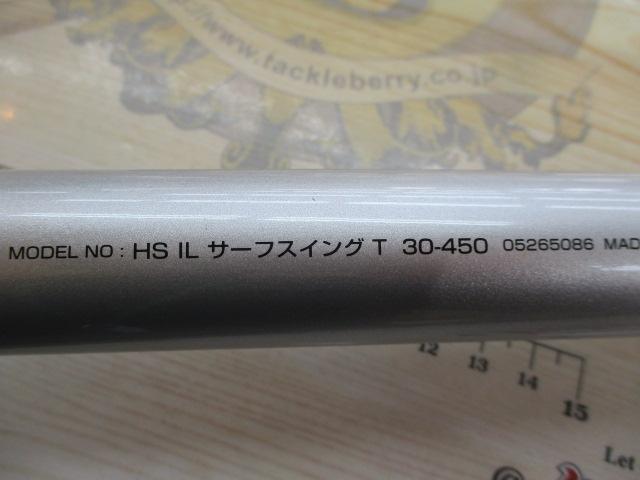 www.tackleberry.co.jp
MODEL NO : HS IL サーフスイング T 30-450 05265086 MAD
12 13 14 15
Let
©